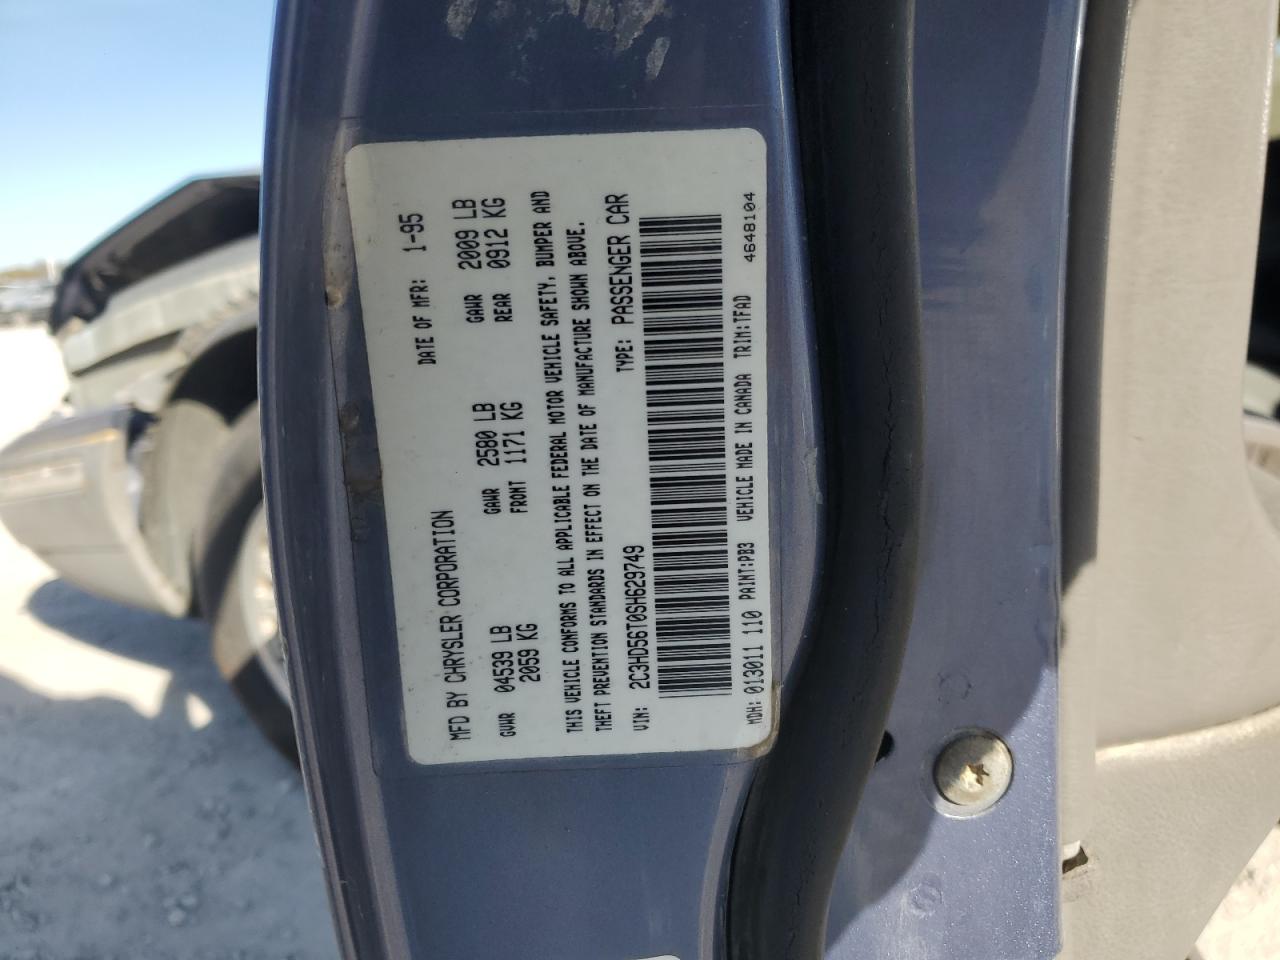 MFD BY CHRYSLER CORPORATION DATE OF MFR: 1-95
GVWR 04539 LB GAWR 2580 LB GAWR 2009 LB
2059 KG FRONT 1171 KG REAR 0912 KG
THIS VEHICLE CONFORMS TO ALL APPLICABLE FEDERAL MOTOR VEHICLE SAFETY, BUMPER AND
THEFT PREVENTION STANDARDS IN EFFECT ON THE DATE OF MANUFACTURE SHOWN ABOVE.
VIN: 2C3HD56T0SH629749 TYPE: PASSENGER CAR
MDH: 013011 110 PAINT:PB3 VEHICLE MADE IN CANADA TRIM:TFAD 4648104